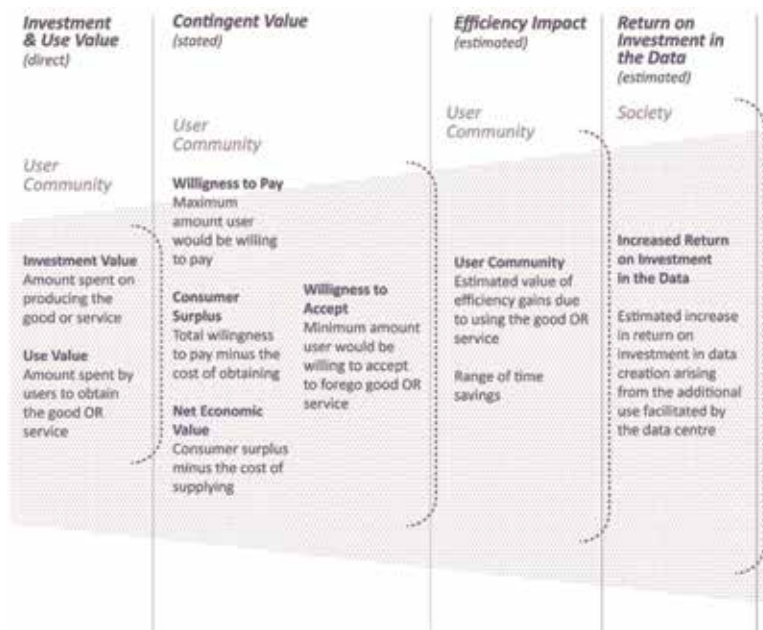 Investment
& Use Value
(direct)
User
Community
Investment Value
Amount spent on
producing the
good or service
Use Value
Amount spent by
users to obtain
the good OR
service
Contingent Value
(stated)
User
Community
Willigness to Pay
Maximum
amount user
would be willing
to pay
Consumer
Surplus
Total wilingness
to pay minus the
cost of obtaining
Net Economic
Value
Consumer surplus
minus the cost of
supplying
Willigness to
Accept
Minimum amount
user would be
willing to accept
to forego good OR
service
Efficiency Impact
(estimated)
User
Community
User Community
Estimated value of
efficiency gains due
to using the good OR
service
Range of time
savings
Return on
Investment in
the Data
(estimated)
Society
Increased Return
on Investment
in the Data
Estimated increase
in return on
investment in data
creation arising
from the additional
use facilitated by
the data centre